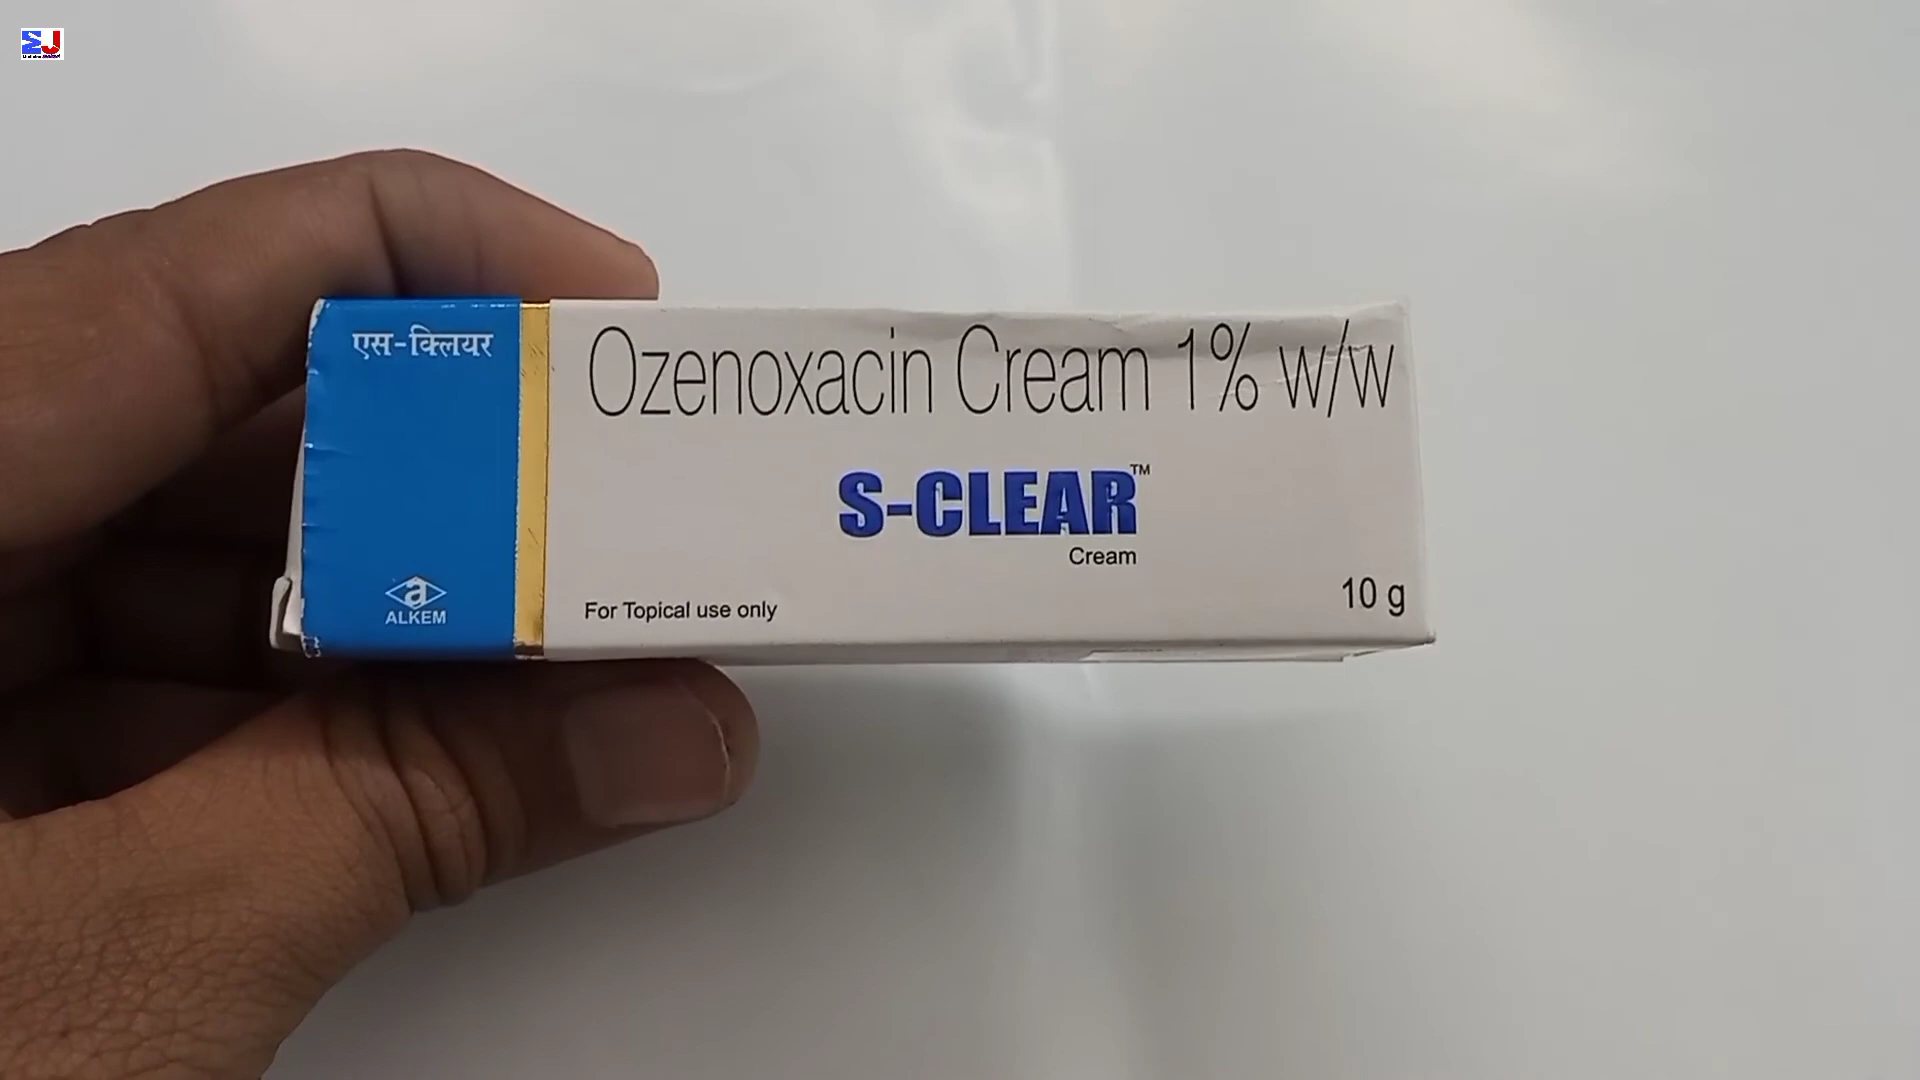 एस-क्लियर
ALKEM
Ozenoxacin Cream 1% w/w
S-CLEAR™
Cream
For Topical use only
10 g